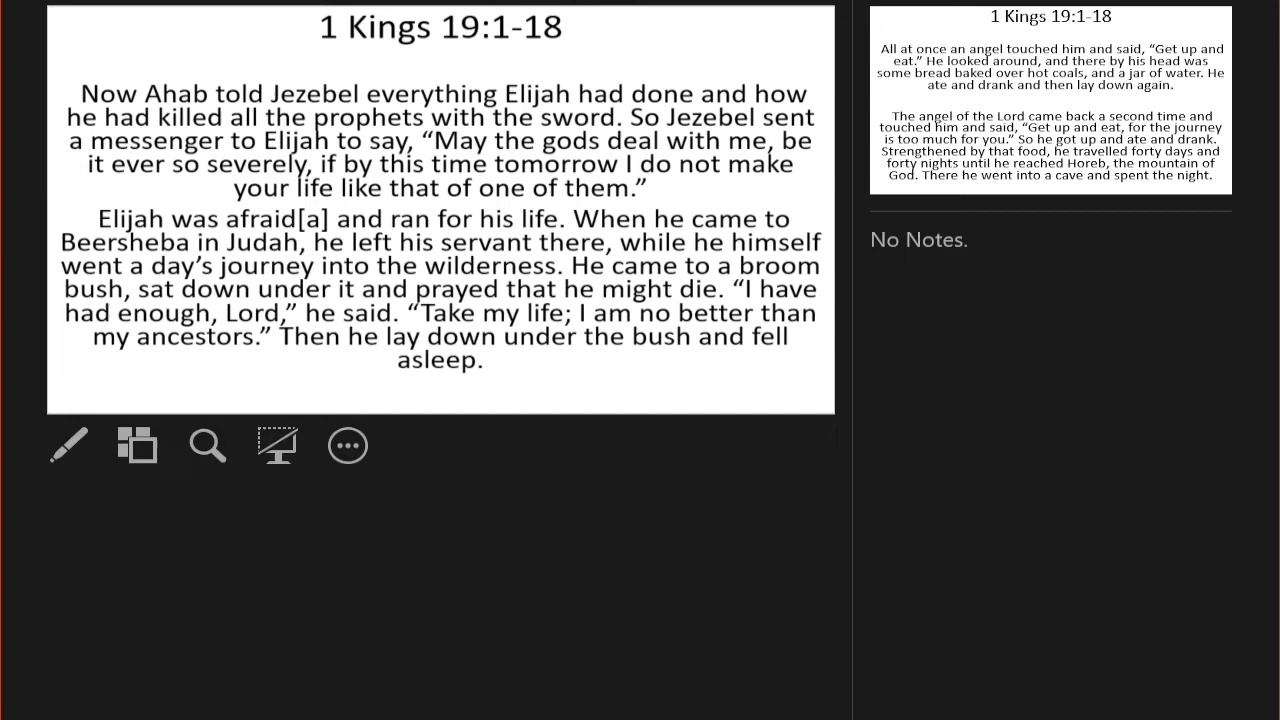 1 Kings 19:1-18
Now Ahab told Jezebel everything Elijah had done and how
he had killed all the prophets with the sword. So Jezebel sent
a messenger to Elijah to say, “May the gods deal with me, be
it ever so severely, if by this time tomorrow I do not make
your life like that of one of them.”
Elijah was afraid[a] and ran for his life. When he came to
Beersheba in Judah, he left his servant there, while he himself
went a day’s journey into the wilderness. He came to a broom
bush, sat down under it and prayed that he might die. “I have
had enough, Lord,” he said. “Take my life; I am no better than
my ancestors.” Then he lay down under the bush and fell
asleep.
1 Kings 19:1-18
All at once an angel touched him and said, “Get up and
eat.” He looked around, and there by his head was
some bread baked over hot coals, and a jar of water. He
ate and drank and then lay down again.
The angel of the Lord came back a second time and
touched him and said, “Get up and eat, for the journey
is too much for you.” So he got up and ate and drank.
Strengthened by that food, he travelled forty days and
forty nights until he reached Horeb, the mountain of
God. There he went into a cave and spent the night.
No Notes.